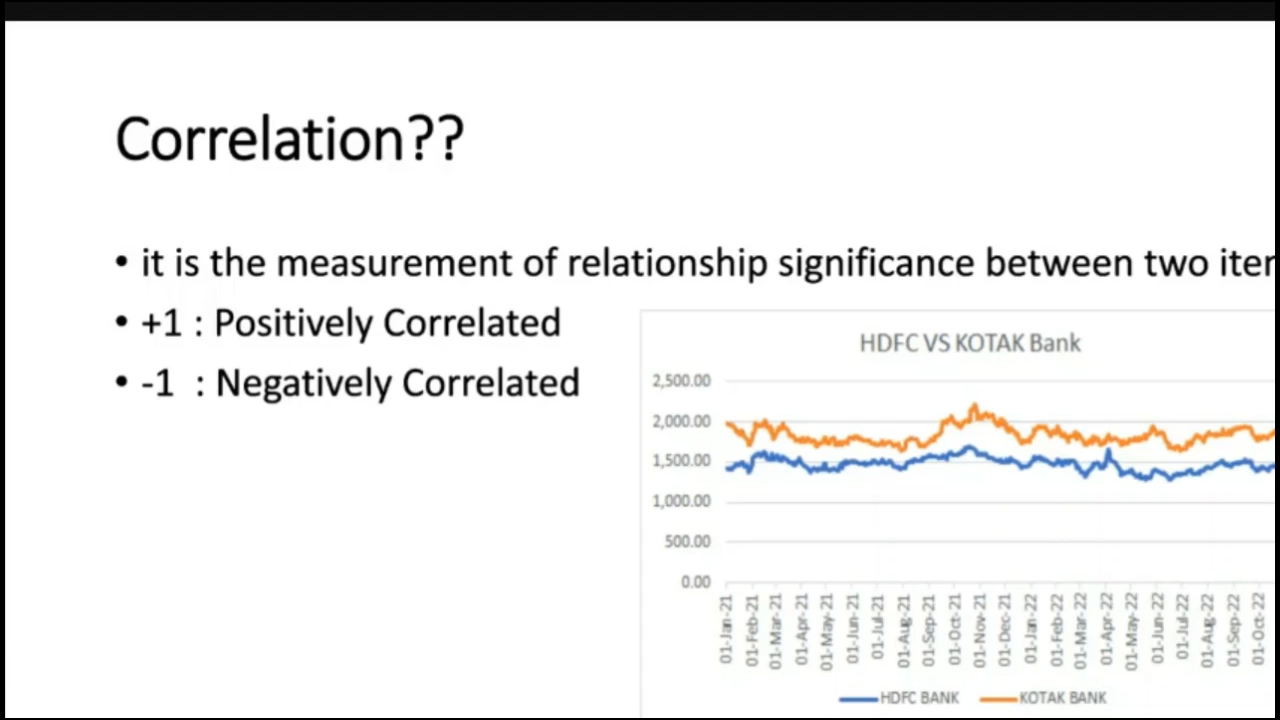 Correlation??
• it is the measurement of relationship significance between two
• +1 : Positively Correlated
• -1 : Negatively Correlated
HDFC VS KOTAK Bank
2,500.00
2,000.00
1,500.00
1,000.00
500.00
0.00
01-Jan-21
01-Feb-21
01-Mar-21
01-Apr-21
01-May-21
01-Jun-21
01-Jul-21
01-Aug-21
01-Sep-21
01-Oct-21
01-Nov-21
01-Dec-21
01-Jan-22
01-Feb-22
01-Mar-22
01-Apr-22
01-May-22
01-Jun-22
01-Jul-22
01-Aug-22
01-Sep-22
01-Oct-22
HDFC BANK
KOTAK BANK